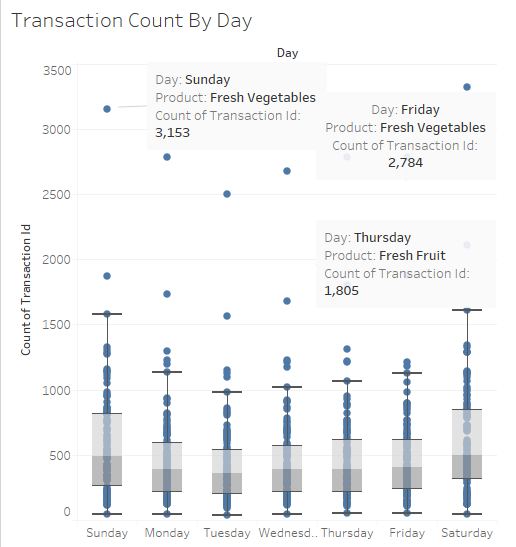 Transaction Count By Day
Day
Day: Sunday
Product: Fresh Vegetables
Count of Transaction Id:
3,153
Day: Friday
Product: Fresh Vegetables
Count of Transaction Id:
2,784
Day: Thursday
Product: Fresh Fruit
Count of Transaction Id:
1,805
Count of Transaction Id
3500
3000
2500
2000
1500
1000
500
0
Sunday Monday Tuesday Wednesd.. Thursday Friday Saturday